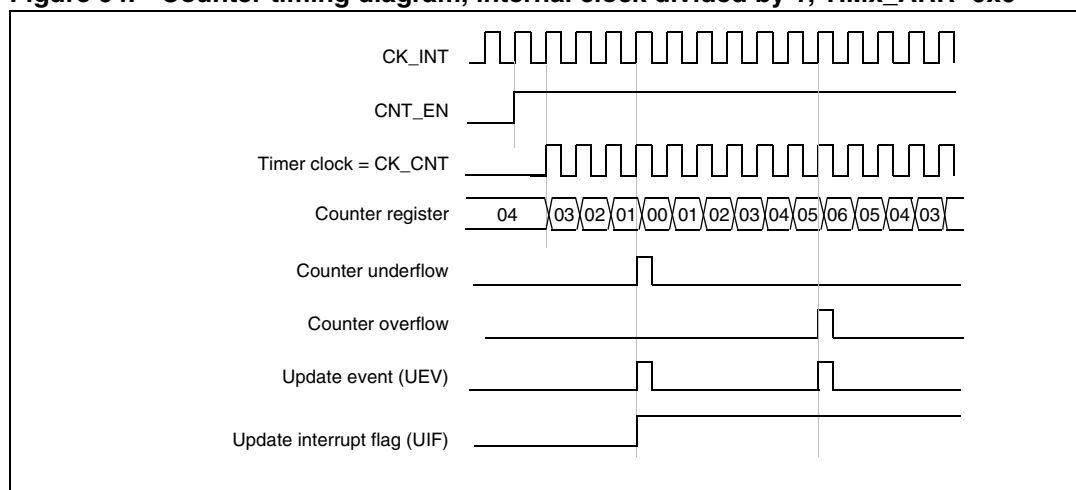 CK_INT
CNT_EN
Timer clock = CK_CNT
Counter register 04 03 02 01 00 01 02 03 04 05 06 05 04 03
Counter underflow
Counter overflow
Update event (UEV)
Update interrupt flag (UIF)